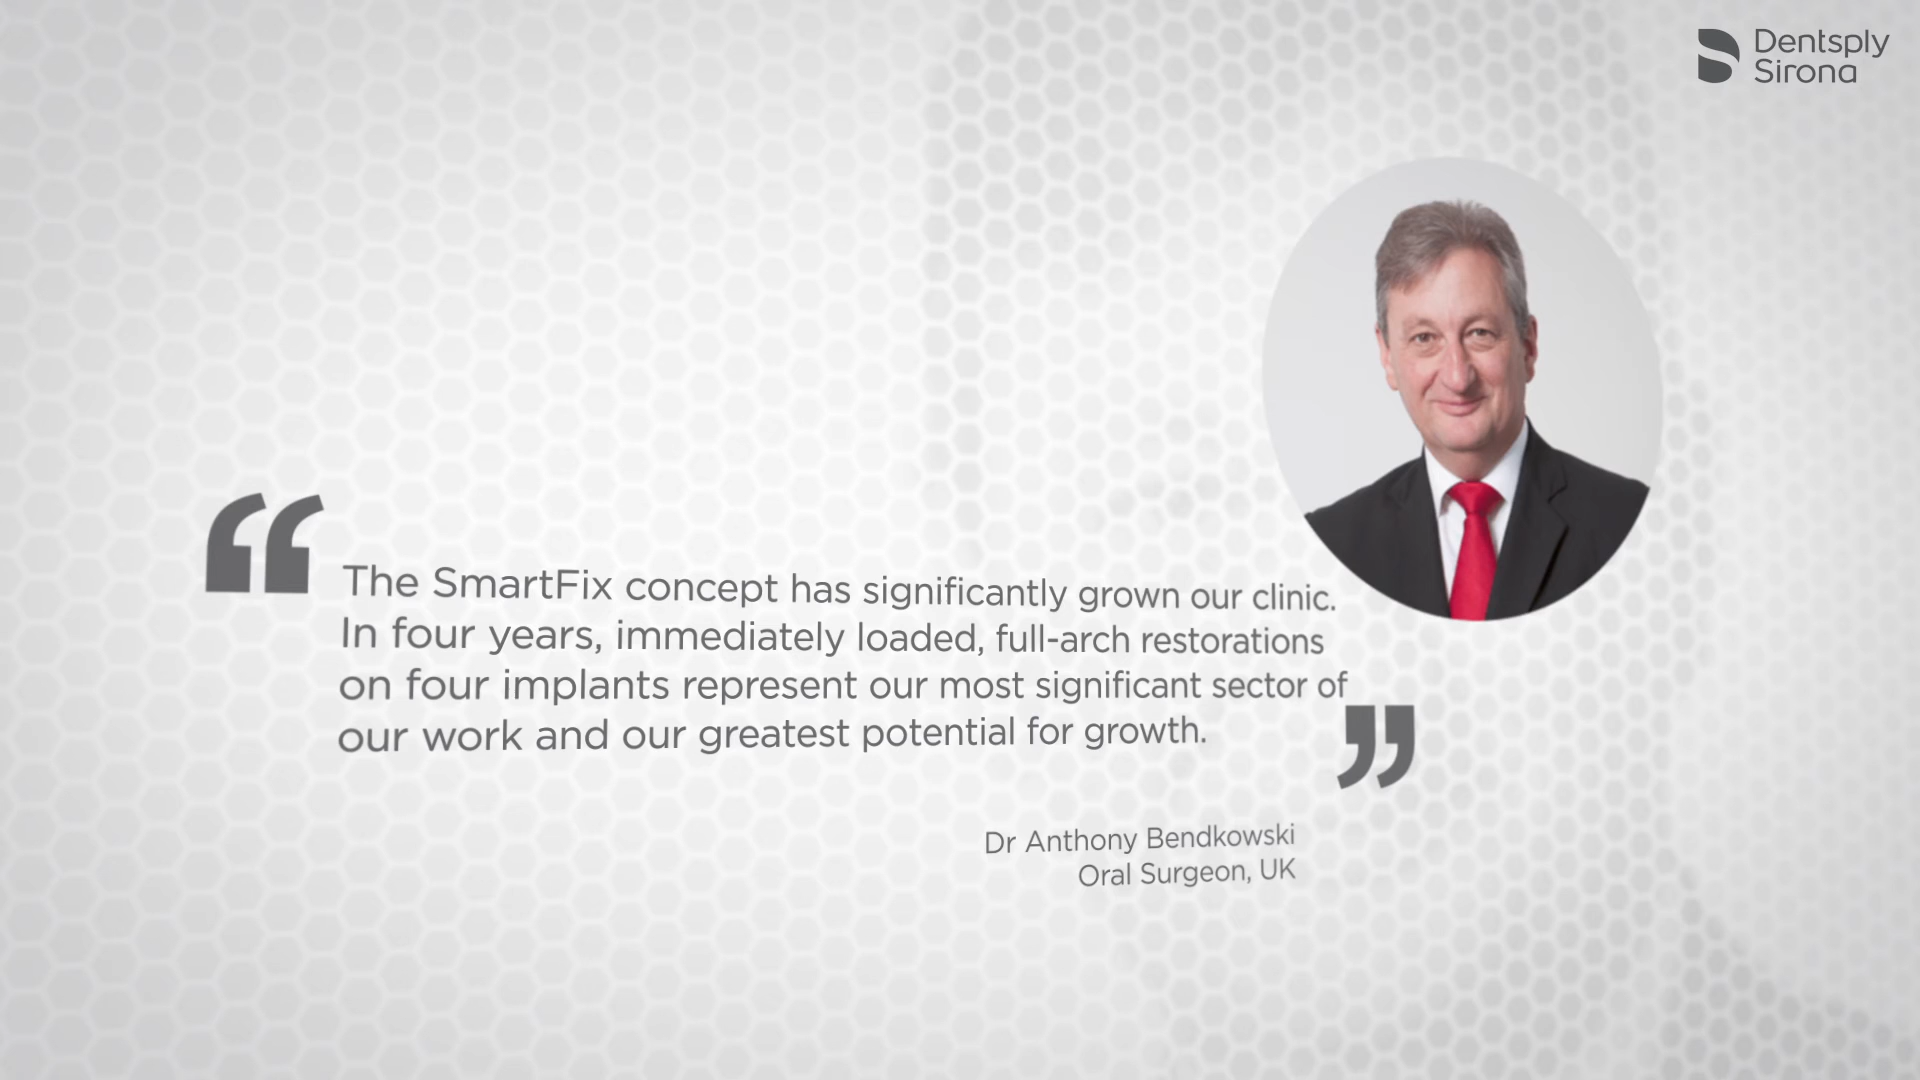 Dentsply
Sirona
“The SmartFix concept has significantly grown our clinic.
In four years, immediately loaded, full-arch restorations
on four implants represent our most significant sector of
our work and our greatest potential for growth.”
Dr Anthony Bendkowski
Oral Surgeon, UK